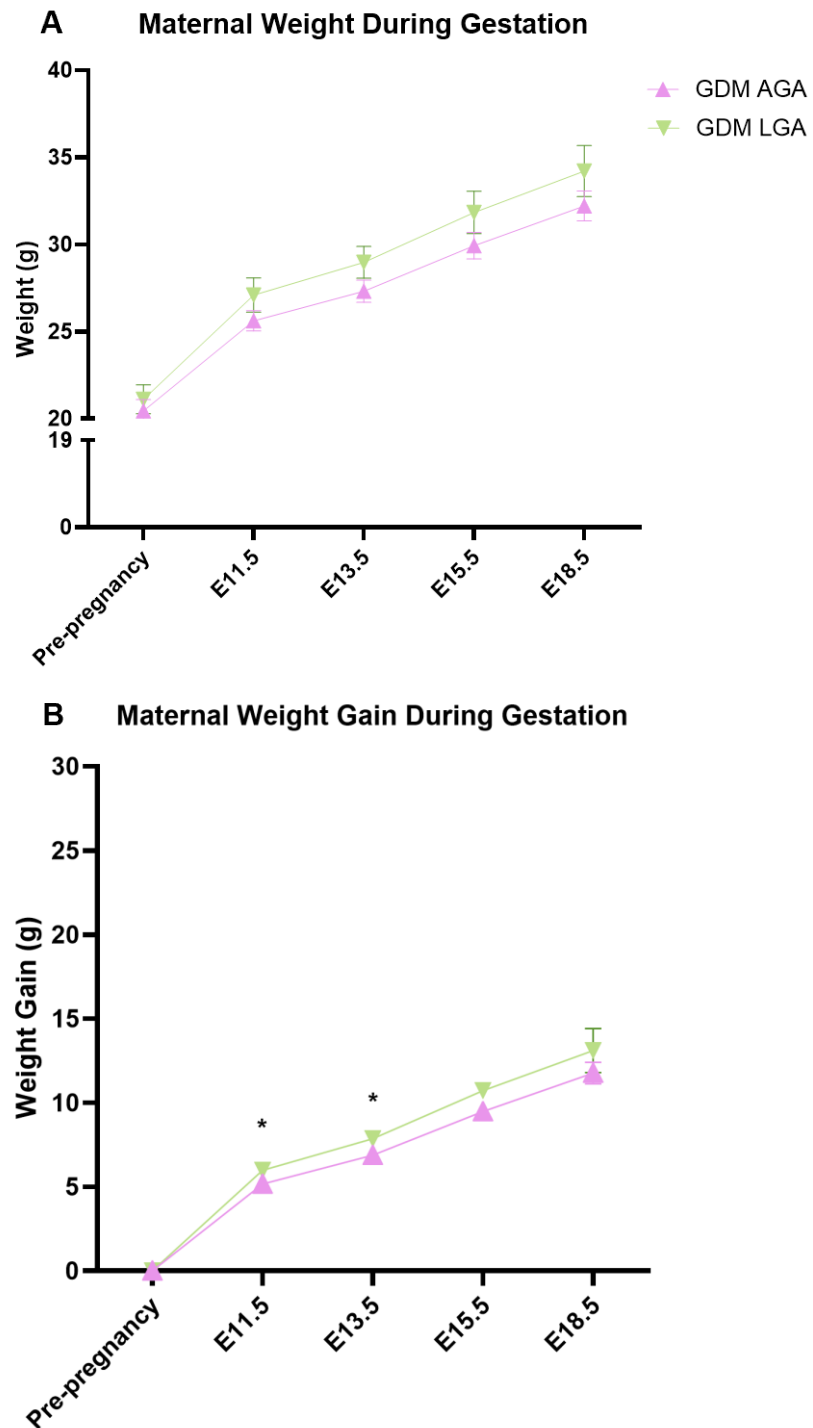 A Maternal Weight During Gestation
GDM AGA
GDM LGA
Weight (g)
40
35
30
25
20
19
0
Pre-pregnancy
E11.5
E13.5
E15.5
E18.5
B Maternal Weight Gain During Gestation
Weight Gain (g)
30
25
20
15
10
5
0
*
*
Pre-pregnancy
E11.5
E13.5
E15.5
E18.5